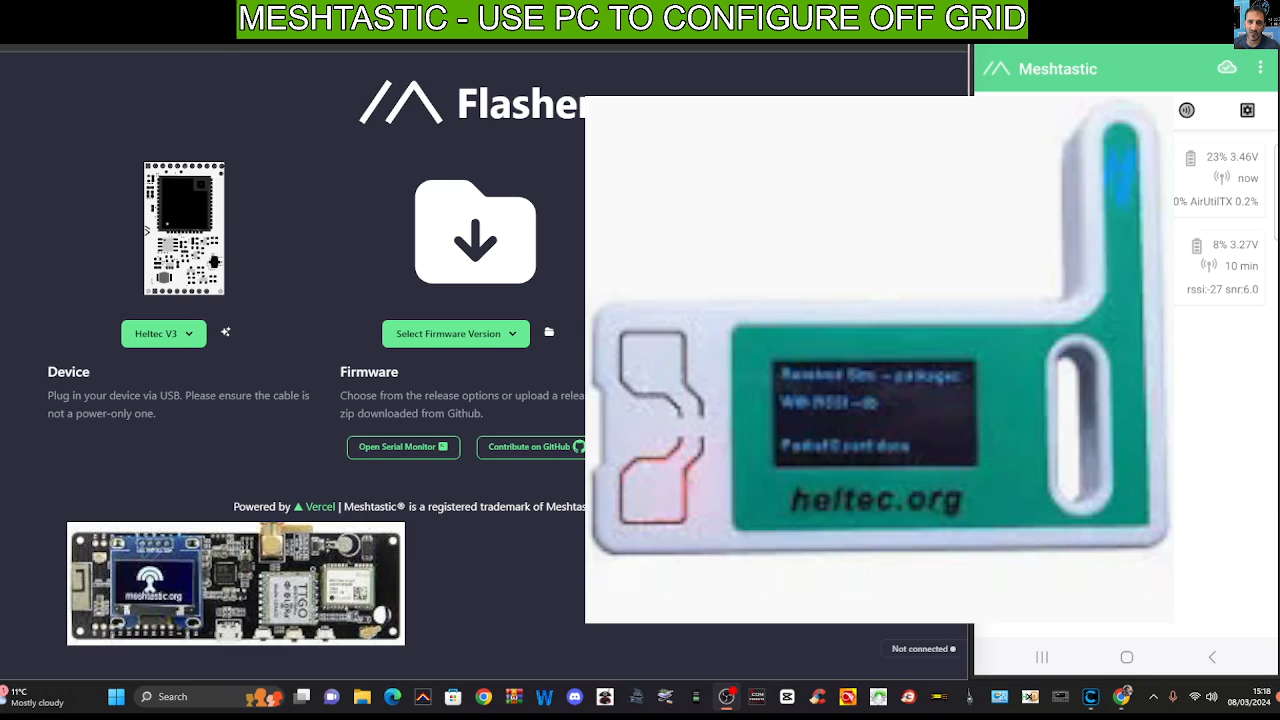 MESHTASTIC - USE PC TO CONFIGURE OFF GRID
Flasher
Heltec V3
Select Firmware Version
Device
Plug in your device via USB. Please ensure the cable is
not a power-only one.
Firmware
Choose from the release options or upload a relea
zip downloaded from Github.
Open Serial Monitor
Contribute on GitHub
Powered by ▲ Vercel | Meshtastic® is a registered trademark of Meshtas
meshtastic.org
TTGO
heltec.org
Not connected
Meshtastic
23% 3.46V
now
0% AirUtilTX 0.2%
8% 3.27V
10 min
rssi:-27 snr:6.0
1
11°C
Mostly cloudy
Search
15:18
08/03/2024